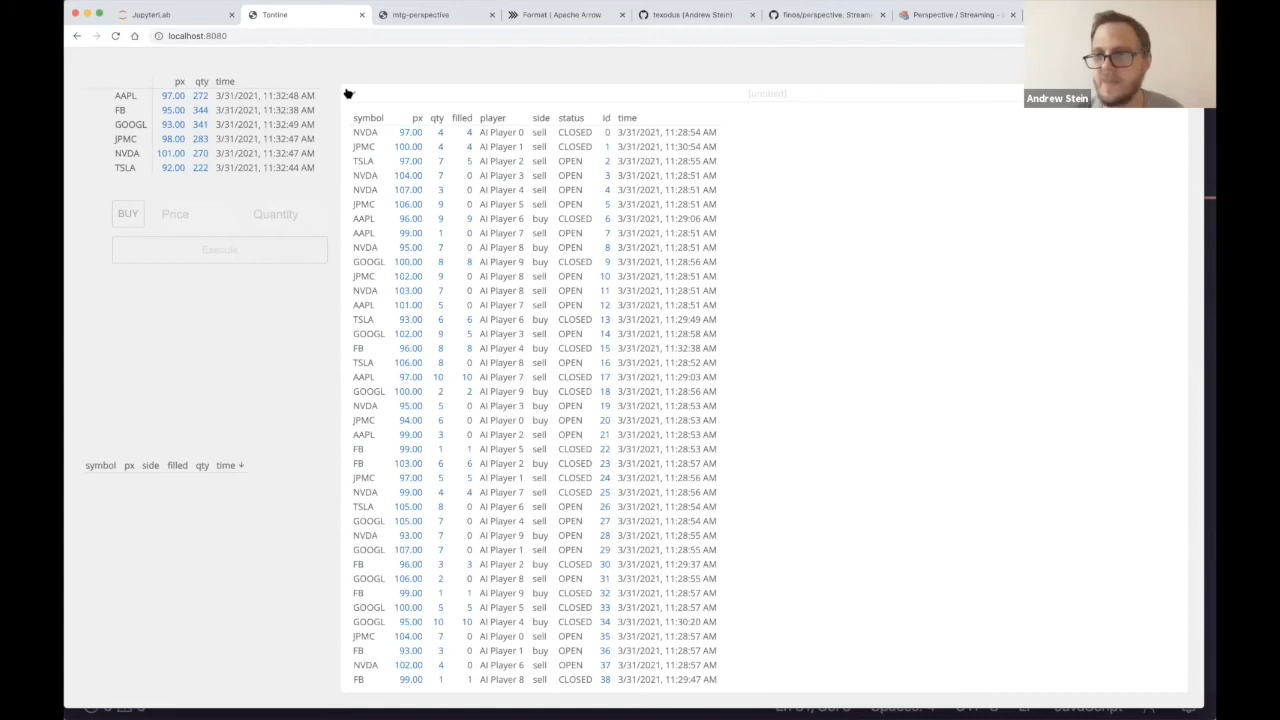 JupyterLab
Tontine
mtg-perspective
Format | Apache Arrow
texodus (Andrew Stein)
finos/perspective: Streami
Perspective / Streaming -
localhost:8080
Andrew Stein
px qty time
AAPL 97.00 272 3/31/2021, 11:32:48 AM
FB 95.00 344 3/31/2021, 11:32:38 AM
GOOGL 93.00 341 3/31/2021, 11:32:49 AM
JPMC 98.00 283 3/31/2021, 11:32:47 AM
NVDA 101.00 270 3/31/2021, 11:32:47 AM
TSLA 92.00 222 3/31/2021, 11:32:44 AM
BUY Price Quantity
Execute
symbol px side filled qty time ↓
[untitled]
symbol px qty filled player side status id time
NVDA 97.00 4 4 AI Player 0 sell CLOSED 0 3/31/2021, 11:28:54 AM
JPMC 100.00 4 4 AI Player 1 sell CLOSED 1 3/31/2021, 11:30:54 AM
TSLA 97.00 7 5 AI Player 2 sell OPEN 2 3/31/2021, 11:28:55 AM
NVDA 104.00 7 0 AI Player 3 sell OPEN 3 3/31/2021, 11:28:51 AM
NVDA 107.00 3 0 AI Player 4 sell OPEN 4 3/31/2021, 11:28:51 AM
JPMC 106.00 9 0 AI Player 5 sell OPEN 5 3/31/2021, 11:28:51 AM
AAPL 96.00 9 9 AI Player 6 buy CLOSED 6 3/31/2021, 11:29:06 AM
AAPL 99.00 1 0 AI Player 7 sell OPEN 7 3/31/2021, 11:28:51 AM
NVDA 95.00 7 0 AI Player 8 buy OPEN 8 3/31/2021, 11:28:51 AM
GOOGL 100.00 8 8 AI Player 9 buy CLOSED 9 3/31/2021, 11:28:56 AM
JPMC 102.00 9 0 AI Player 8 sell OPEN 10 3/31/2021, 11:28:51 AM
NVDA 103.00 7 0 AI Player 8 sell OPEN 11 3/31/2021, 11:28:51 AM
AAPL 101.00 5 0 AI Player 7 sell OPEN 12 3/31/2021, 11:28:51 AM
TSLA 93.00 6 6 AI Player 6 buy CLOSED 13 3/31/2021, 11:29:49 AM
GOOGL 102.00 9 5 AI Player 3 sell OPEN 14 3/31/2021, 11:28:58 AM
FB 96.00 8 8 AI Player 4 buy CLOSED 15 3/31/2021, 11:32:38 AM
TSLA 106.00 8 0 AI Player 8 sell OPEN 16 3/31/2021, 11:28:52 AM
AAPL 97.00 10 10 AI Player 7 sell CLOSED 17 3/31/2021, 11:29:03 AM
GOOGL 100.00 2 2 AI Player 9 buy CLOSED 18 3/31/2021, 11:28:56 AM
NVDA 95.00 5 0 AI Player 3 buy OPEN 19 3/31/2021, 11:28:53 AM
JPMC 94.00 6 0 AI Player 0 buy OPEN 20 3/31/2021, 11:28:53 AM
AAPL 99.00 3 0 AI Player 2 sell OPEN 21 3/31/2021, 11:28:53 AM
FB 99.00 1 1 AI Player 5 sell CLOSED 22 3/31/2021, 11:28:53 AM
FB 103.00 6 6 AI Player 2 buy CLOSED 23 3/31/2021, 11:28:57 AM
JPMC 97.00 5 5 AI Player 1 sell CLOSED 24 3/31/2021, 11:28:56 AM
NVDA 99.00 4 4 AI Player 7 sell CLOSED 25 3/31/2021, 11:28:56 AM
TSLA 105.00 8 0 AI Player 6 sell OPEN 26 3/31/2021, 11:28:54 AM
GOOGL 105.00 7 0 AI Player 4 sell OPEN 27 3/31/2021, 11:28:54 AM
NVDA 93.00 7 0 AI Player 9 buy OPEN 28 3/31/2021, 11:28:55 AM
GOOGL 107.00 7 0 AI Player 1 sell OPEN 29 3/31/2021, 11:28:55 AM
FB 96.00 3 3 AI Player 2 buy CLOSED 30 3/31/2021, 11:29:37 AM
GOOGL 106.00 2 0 AI Player 8 sell OPEN 31 3/31/2021, 11:28:55 AM
FB 99.00 1 1 AI Player 9 buy CLOSED 32 3/31/2021, 11:28:57 AM
GOOGL 100.00 5 5 AI Player 5 sell CLOSED 33 3/31/2021, 11:28:57 AM
GOOGL 95.00 10 10 AI Player 4 buy CLOSED 34 3/31/2021, 11:30:20 AM
JPMC 104.00 7 0 AI Player 0 sell OPEN 35 3/31/2021, 11:28:57 AM
FB 93.00 3 0 AI Player 1 buy OPEN 36 3/31/2021, 11:28:57 AM
NVDA 102.00 4 0 AI Player 6 sell OPEN 37 3/31/2021, 11:28:57 AM
FB 99.00 1 1 AI Player 8 sell CLOSED 38 3/31/2021, 11:29:47 AM